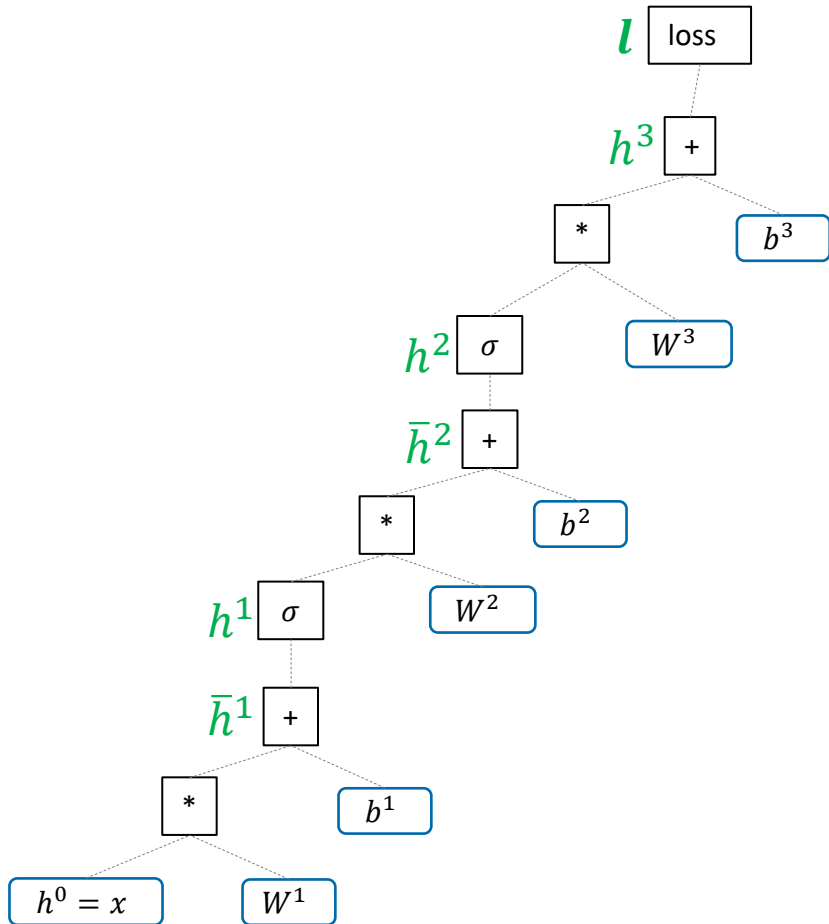 l loss
h³ +
* b³
h² σ W³
h̄² +
* b²
h¹ σ W²
h̄¹ +
* b¹
h⁰ = x W¹